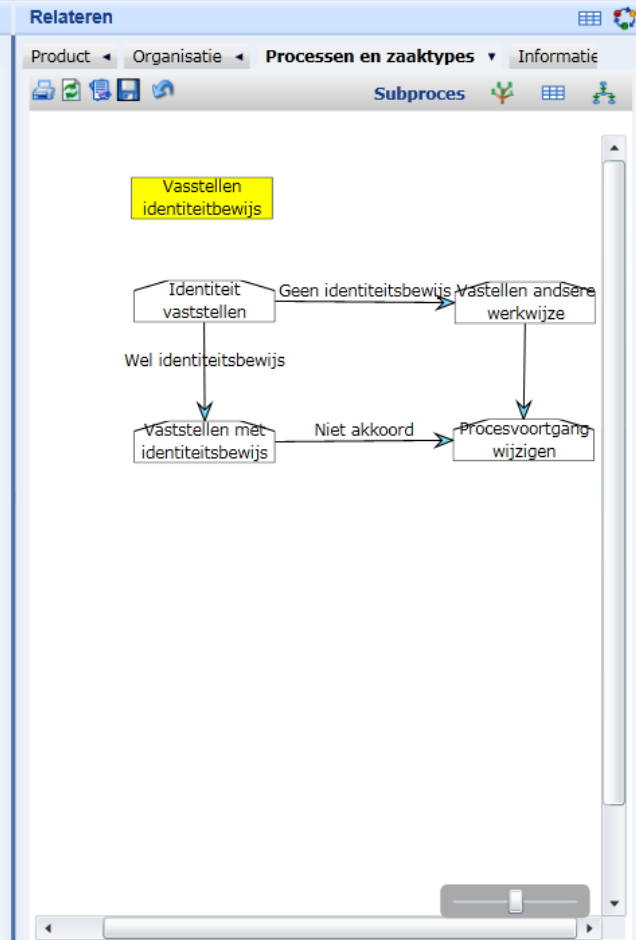 Relateren
Product Organisatie Processen en zaaktypes Informatie
Subproces
Vasstellen
identiteitbewijs
Identiteit
vaststellen
Geen identiteitsbewijs
Vastellen andsere
werkwijze
Wel identiteitsbewijs
Vaststellen met
identiteitsbewijs
Niet akkoord
Procesvoortgang
wijzigen